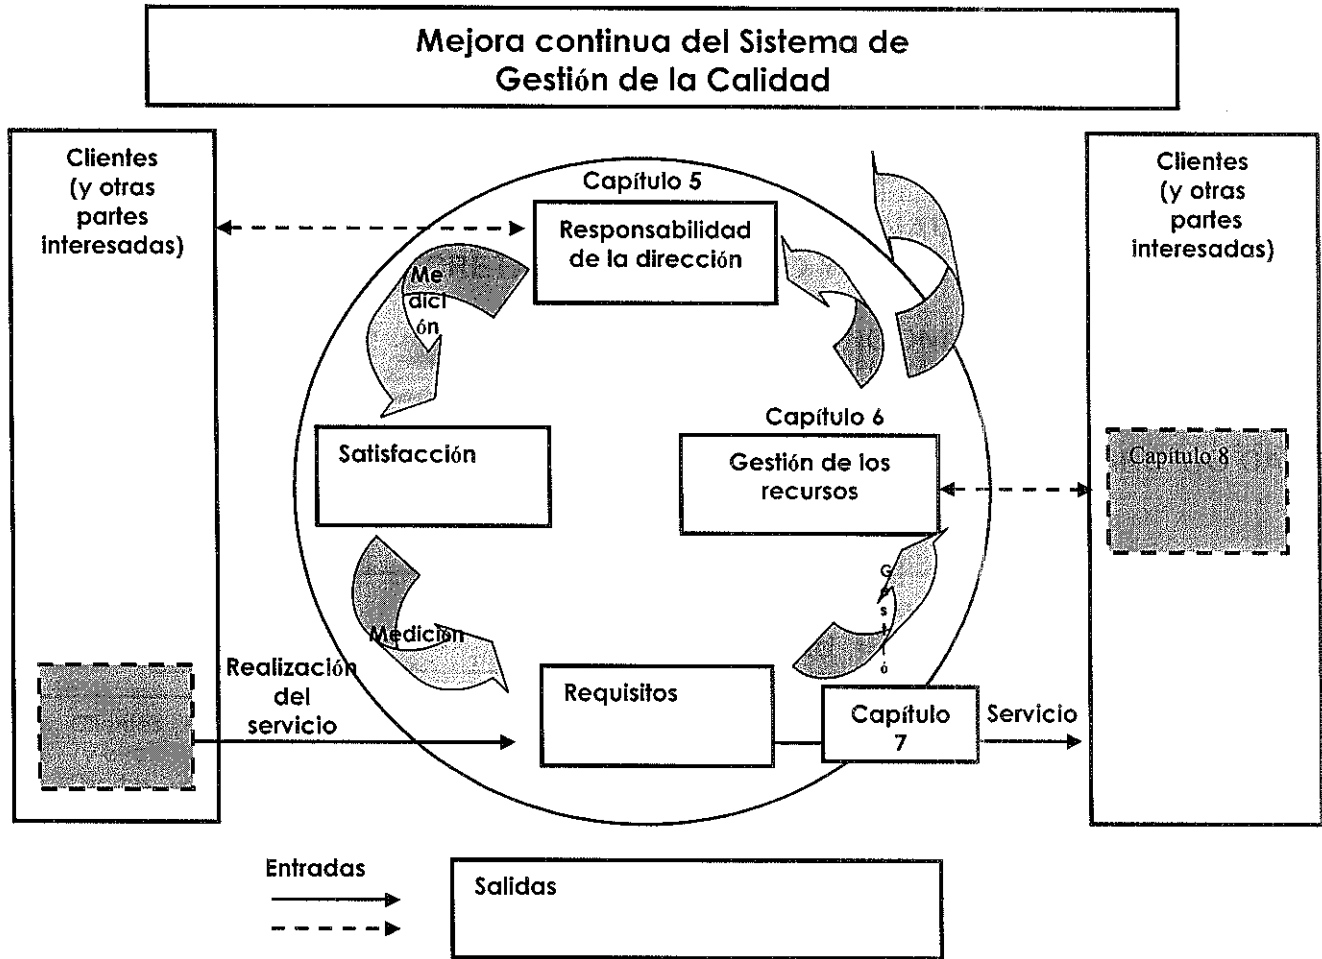 Mejora continua del Sistema de
Gestión de la Calidad
Clientes
(y otras
partes
interesadas)
Capítulo 5
Responsabilidad
de la dirección
Clientes
(y otras
partes
interesadas)
Me
dici
ón
Capítulo 6
Satisfacción
Gestión de los
recursos
Capítulo 8
G
e
s
t
i
ó
Medición
Realización
del
servicio
Requisitos
Capítulo
7
Servicio
Entradas
Salidas